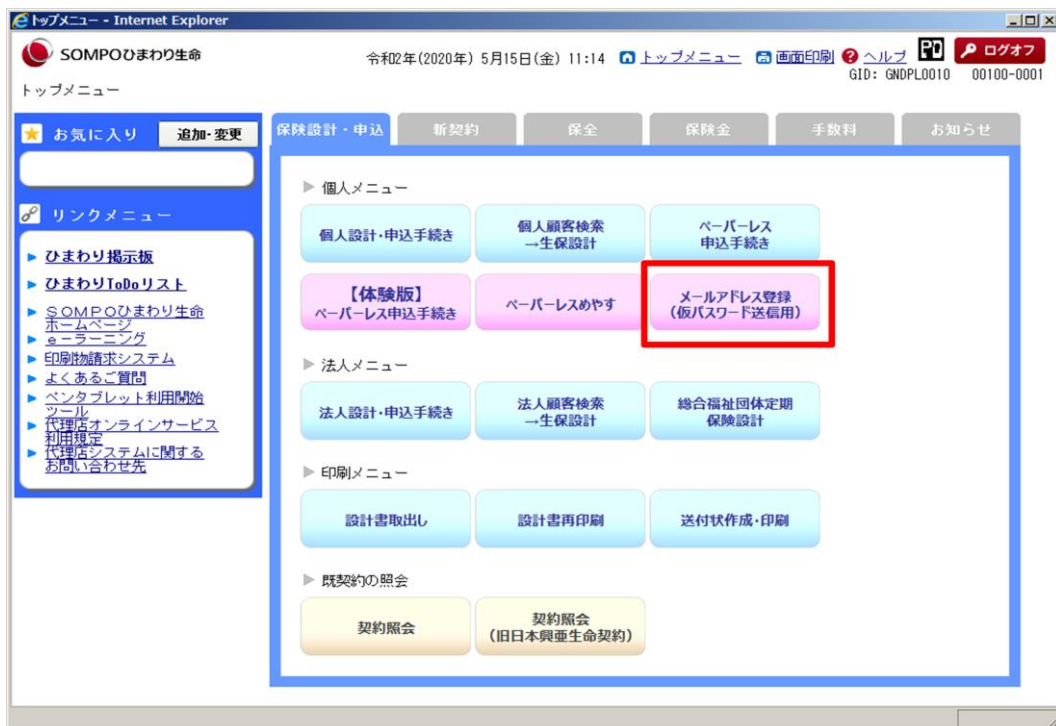 トップメニュー - Internet Explorer
SOMPOひまわり生命
令和2年(2020年) 5月15日(金) 11:14 トップメニュー 画面印刷 ヘルプ PD ログオフ
GID: GNDPL0010 00100-0001
トップメニュー
お気に入り 追加・変更
リンクメニュー
ひまわり掲示板
ひまわりToDoリスト
SOMPOひまわり生命
ホームページ
e-ラーニング
印刷物請求システム
よくあるご質問
ペンタブレット利用開始
ツール
代理店オンラインサービス
利用規定
代理店システムに関する
お問い合わせ先
保険設計・申込 新契約 保全 保険金 手数料 お知らせ
個人メニュー
個人設計・申込手続き
個人顧客検索
→生保設計
ペーパーレス
申込手続き
【体験版】
ペーパーレス申込手続き
ペーパーレスめやす
メールアドレス登録
(仮パスワード送信用)
法人メニュー
法人設計・申込手続き
法人顧客検索
→生保設計
総合福祉団体定期
保険設計
印刷メニュー
設計書取出し
設計書再印刷
送付状作成・印刷
既契約の照会
契約照会
契約照会
(旧日本興亜生命契約)